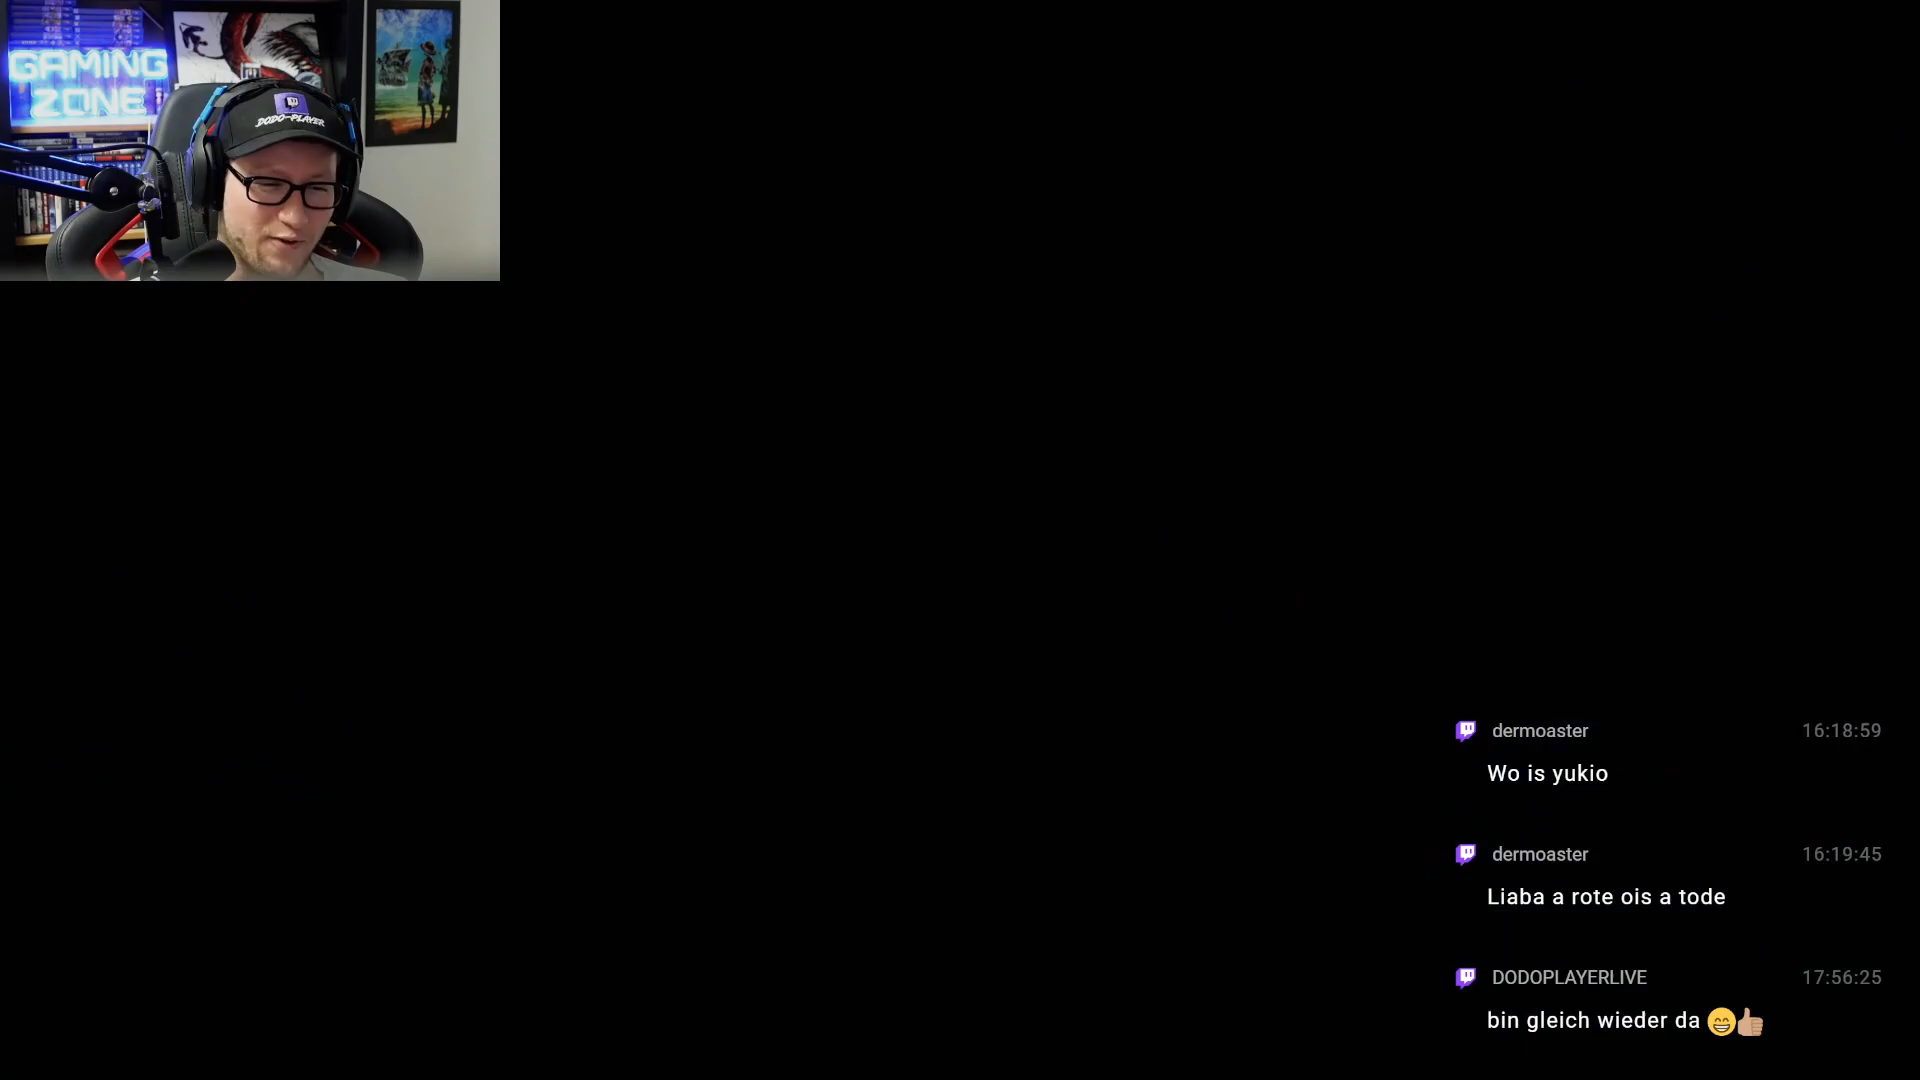 GAMING
ZONE
DODO-PLAYER
dermoaster 16:18:59
Wo is yukio
dermoaster 16:19:45
Liaba a rote ois a tode
DODOPLAYERLIVE 17:56:25
bin gleich wieder da 😁👍🏼